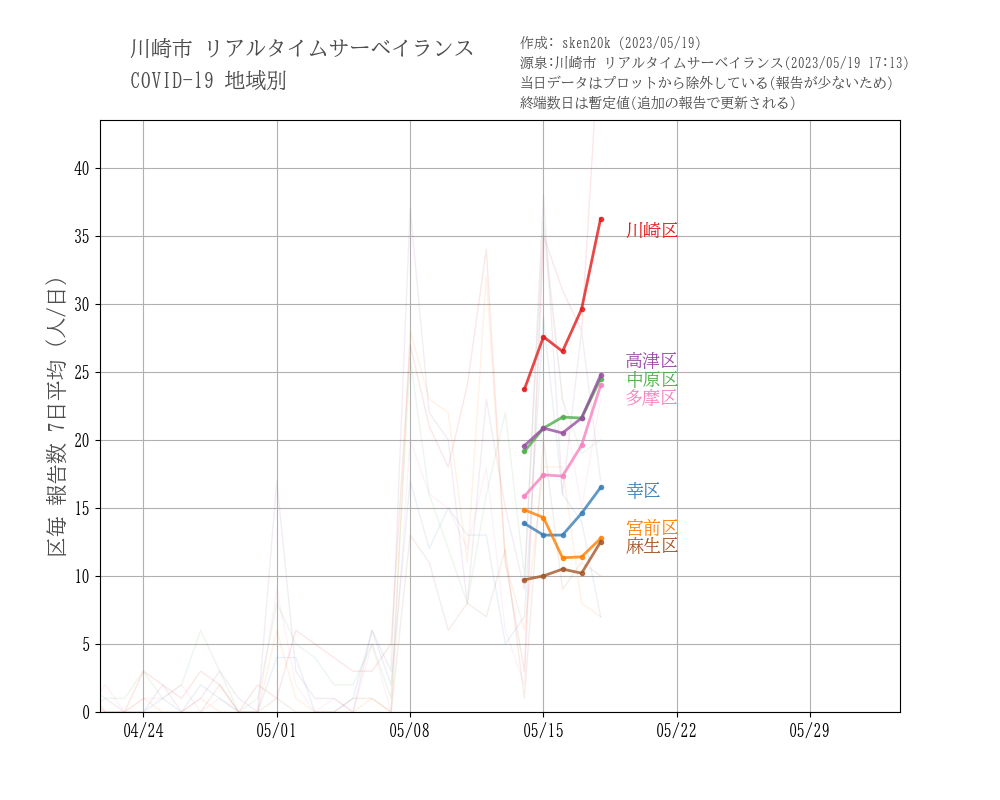 川崎市 リアルタイムサーベイランス
COVID-19 地域別
作成: sken20k (2023/05/19)
源泉:川崎市 リアルタイムサーベイランス(2023/05/19 17:13)
当日データはプロットから除外している(報告が少ないため)
終端数日は暫定値(追加の報告で更新される)
区毎 報告数 7日平均 (人/日)
40
35
30
25
20
15
10
5
0
川崎区
高津区
中原区
多摩区
幸区
宮前区
麻生区
04/24
05/01
05/08
05/15
05/22
05/29